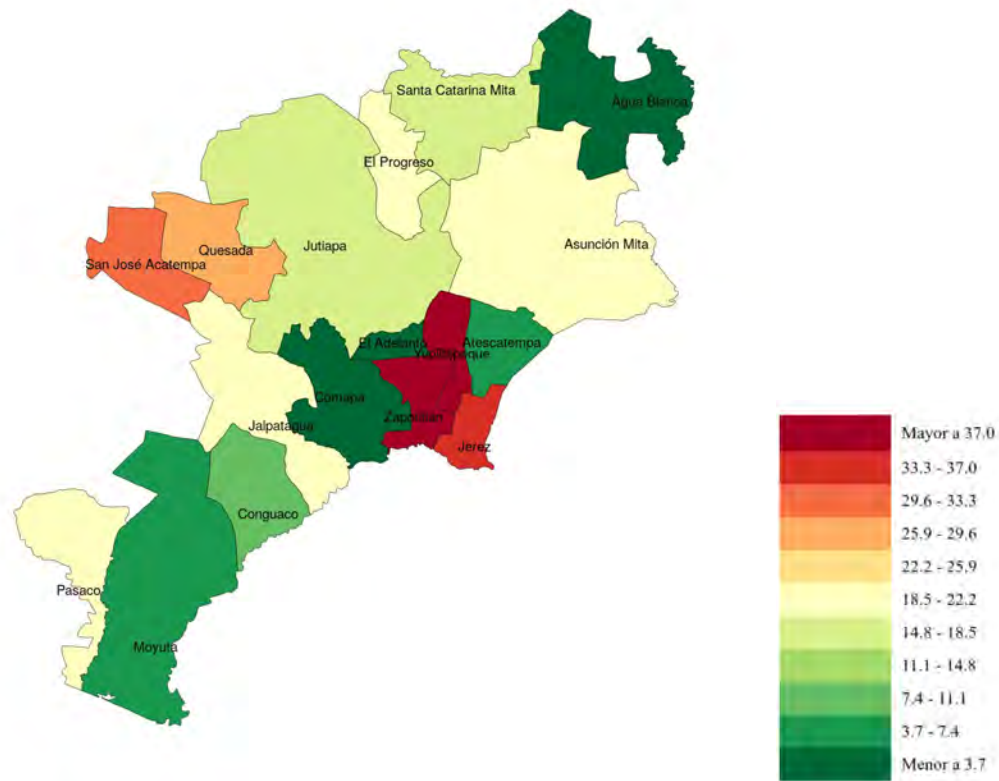 Santa Catarina Mita
Agua Blanca
El Progreso
Asunción Mita
Jutiapa
Quesada
San José Acatempa
El Adelanto
Atescatempa
Yupiltepeque
Comapa
Zapotitlán
Jalpatagua
Jerez
Conguaco
Pasaco
Moyuta
Mayor a 37.0
33.3 - 37.0
29.6 - 33.3
25.9 - 29.6
22.2 - 25.9
18.5 - 22.2
14.8 - 18.5
11.1 - 14.8
7.4 - 11.1
3.7 - 7.4
Menor a 3.7